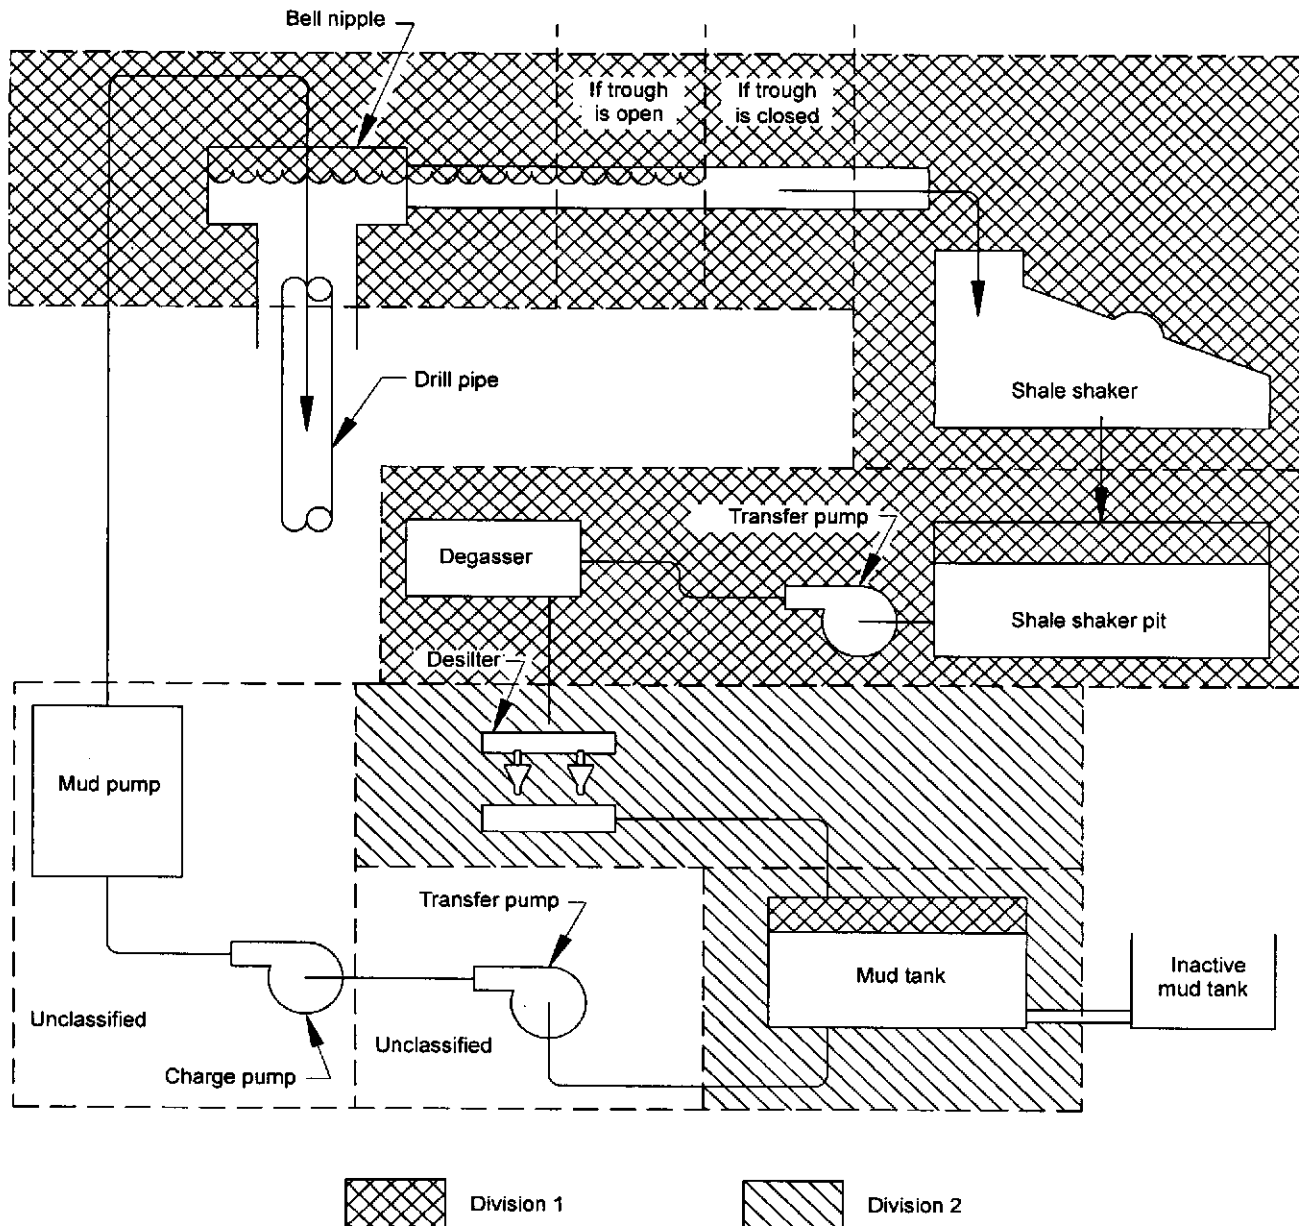 Bell nipple
If trough
is open
If trough
is closed
Drill pipe
Shale shaker
Transfer pump
Degasser
Shale shaker pit
Desilter
Mud pump
Transfer pump
Mud tank
Inactive
mud tank
Unclassified
Unclassified
Charge pump
Division 1
Division 2